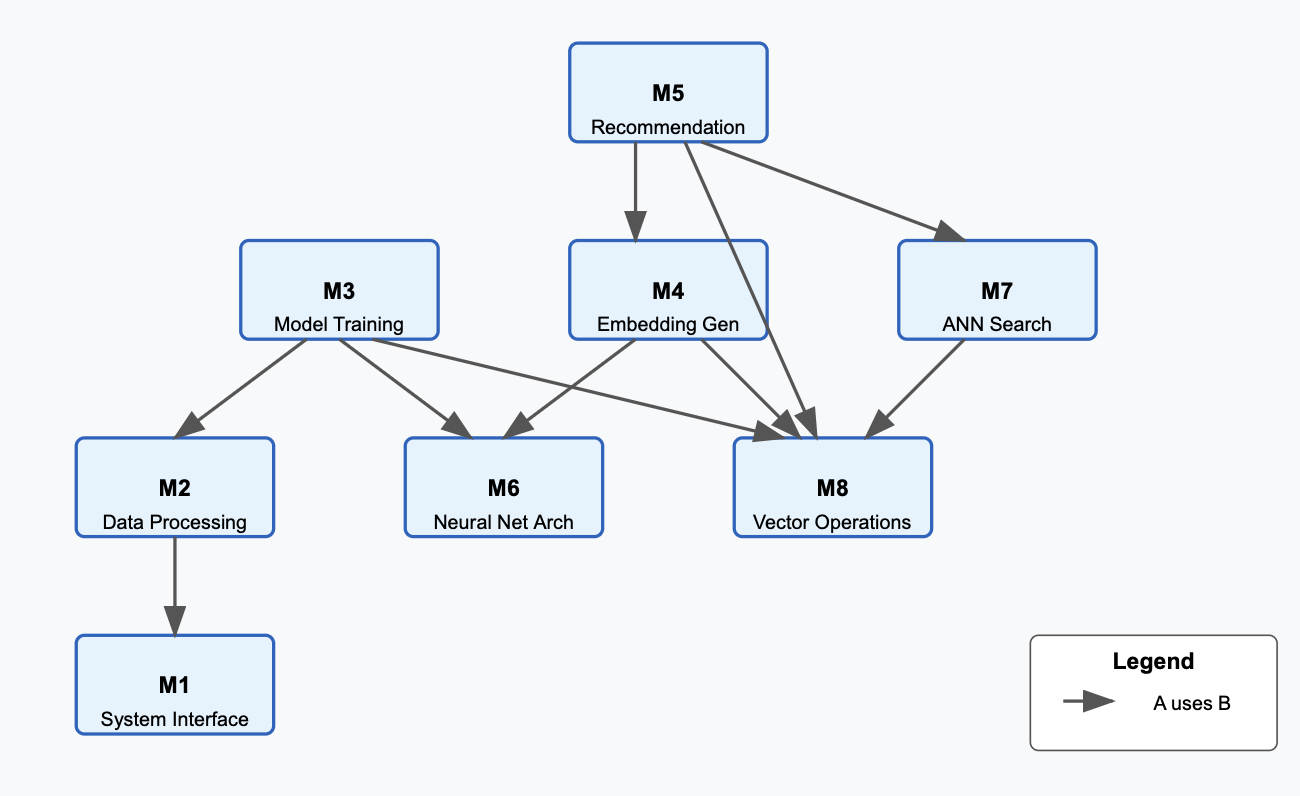 M5
Recommendation
M3
Model Training
M4
Embedding Gen
M7
ANN Search
M2
Data Processing
M6
Neural Net Arch
M8
Vector Operations
M1
System Interface
Legend
A uses B